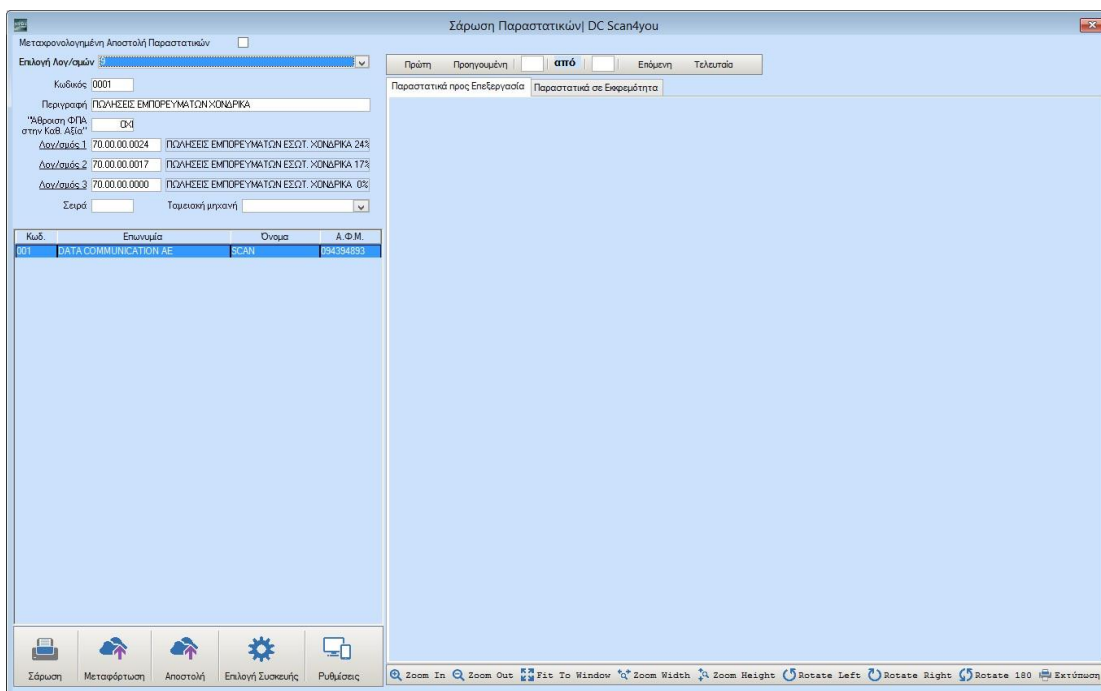 Σάρωση Παραστατικών| DC Scan4you
Μεταχρονολογημένη Αποστολή Παραστατικών
Επιλογή Λογ/σμών
Κωδικός 0001
Περιγραφή ΠΩΛΗΣΕΙΣ ΕΜΠΟΡΕΥΜΑΤΩΝ ΧΟΝΔΡΙΚΑ
"Άθροιση ΦΠΑ
στην Καθ. Αξία" ΟΧΙ
Λογ/σμός 1 70.00.00.0024 ΠΩΛΗΣΕΙΣ ΕΜΠΟΡΕΥΜΑΤΩΝ ΕΣΩΤ. ΧΟΝΔΡΙΚΑ 24%
Λογ/σμός 2 70.00.00.0017 ΠΩΛΗΣΕΙΣ ΕΜΠΟΡΕΥΜΑΤΩΝ ΕΣΩΤ. ΧΟΝΔΡΙΚΑ 17%
Λογ/σμός 3 70.00.00.0000 ΠΩΛΗΣΕΙΣ ΕΜΠΟΡΕΥΜΑΤΩΝ ΕΣΩΤ. ΧΟΝΔΡΙΚΑ 0%
Σειρά Ταμειακή μηχανή
Κωδ. Επωνυμία Όνομα Α.Φ.Μ.
001 DATA COMMUNICATION AE SCAN 094394893
Σάρωση Μεταφόρτωση Αποστολή Επιλογή Συσκευής Ρυθμίσεις
Πρώτη Προηγουμένη από Επόμενη Τελευταία
Παραστατικά προς Επεξεργασία Παραστατικά σε Εκκρεμότητα
Zoom In Zoom Out Fit To Window Zoom Width Zoom Height Rotate Left Rotate Right Rotate 180 Εκτύπωση